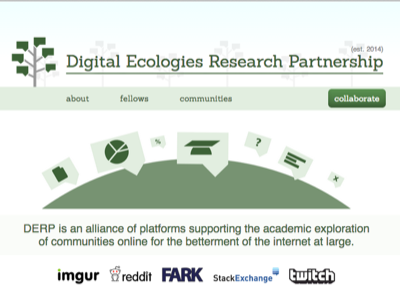 (est. 2014)
Digital Ecologies Research Partnership
about fellows communities collaborate
%
?
DERP is an alliance of platforms supporting the academic exploration
of communities online for the betterment of the internet at large.
imgur reddit FARK StackExchange twitch